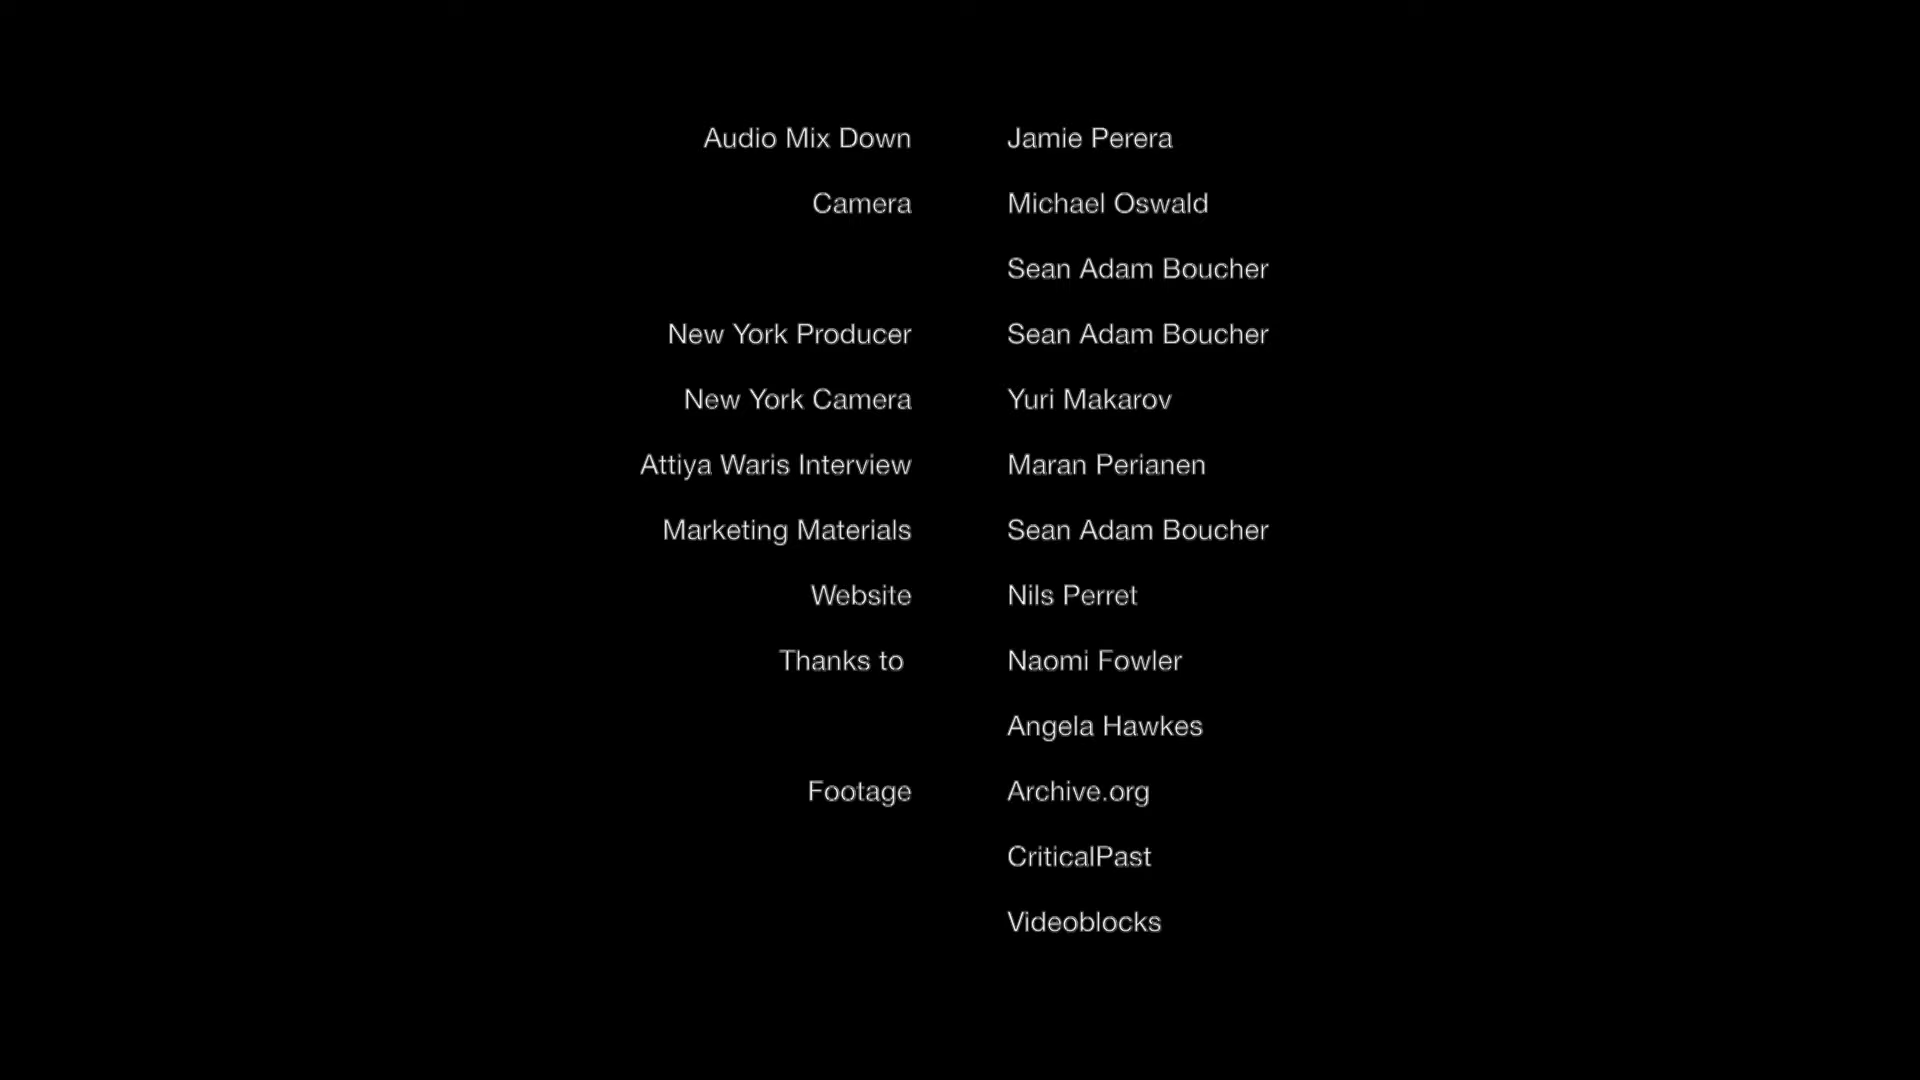 Audio Mix Down Jamie Perera
Camera Michael Oswald
Sean Adam Boucher
New York Producer Sean Adam Boucher
New York Camera Yuri Makarov
Attiya Waris Interview Maran Perianen
Marketing Materials Sean Adam Boucher
Website Nils Perret
Thanks to Naomi Fowler
Angela Hawkes
Footage Archive.org
CriticalPast
Videoblocks